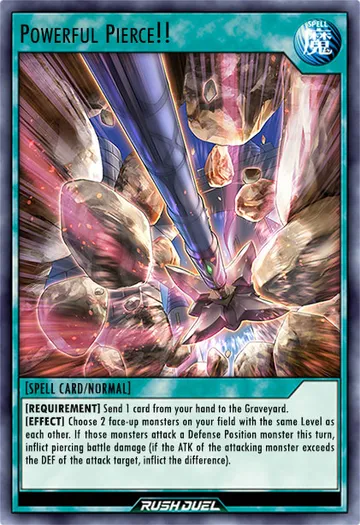 POWERFUL PIERCE!!
SPELL
魔
[SPELL CARD/NORMAL]
[REQUIREMENT] Send 1 card from your hand to the Graveyard.
[EFFECT] Choose 2 face-up monsters on your field with the same Level as
each other. If those monsters attack a Defense Position monster this turn,
inflict piercing battle damage (if the ATK of the attacking monster exceeds
the DEF of the attack target, inflict the difference).
RUSH DUEL